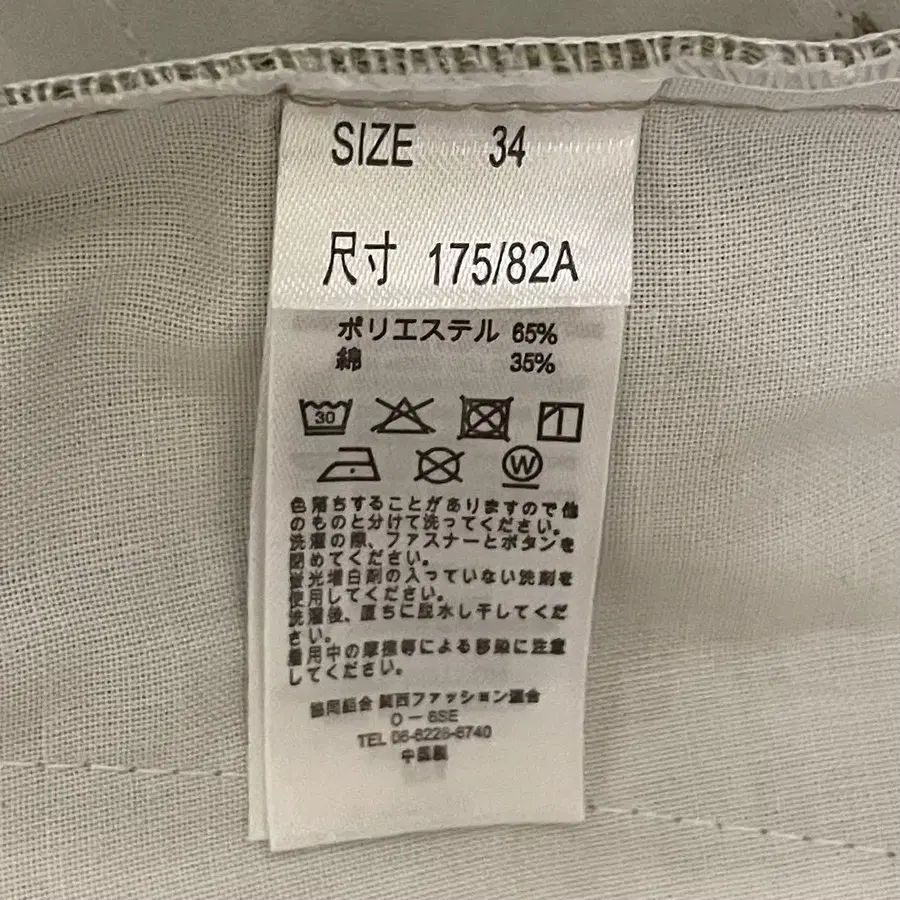 SIZE 34
尺寸 175/82A
ポリエステル 65%
綿 35%
30
W
色落ちすることがありますので他
のものと分けて洗ってください。
洗濯の際、ファスナーとボタンを
閉めてください。
蛍光増白剤の入っていない洗剤を
使用してください。
洗濯後、直ちに脱水し干してくだ
さい。
着用中の摩擦等による移染に注意
してください。
協同組合 関西ファッション連合
O-6SE
TEL 06-6228-6740
中国製